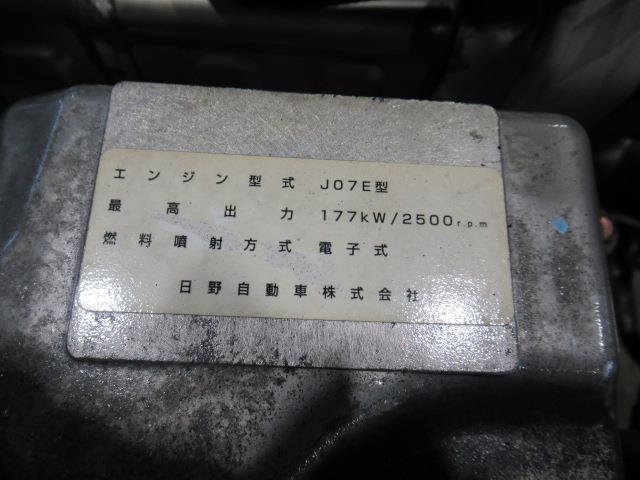 エンジン型式 J07E型
最高出力 177kW/2500r.p.m
燃料噴射方式 電子式
日野自動車株式会社